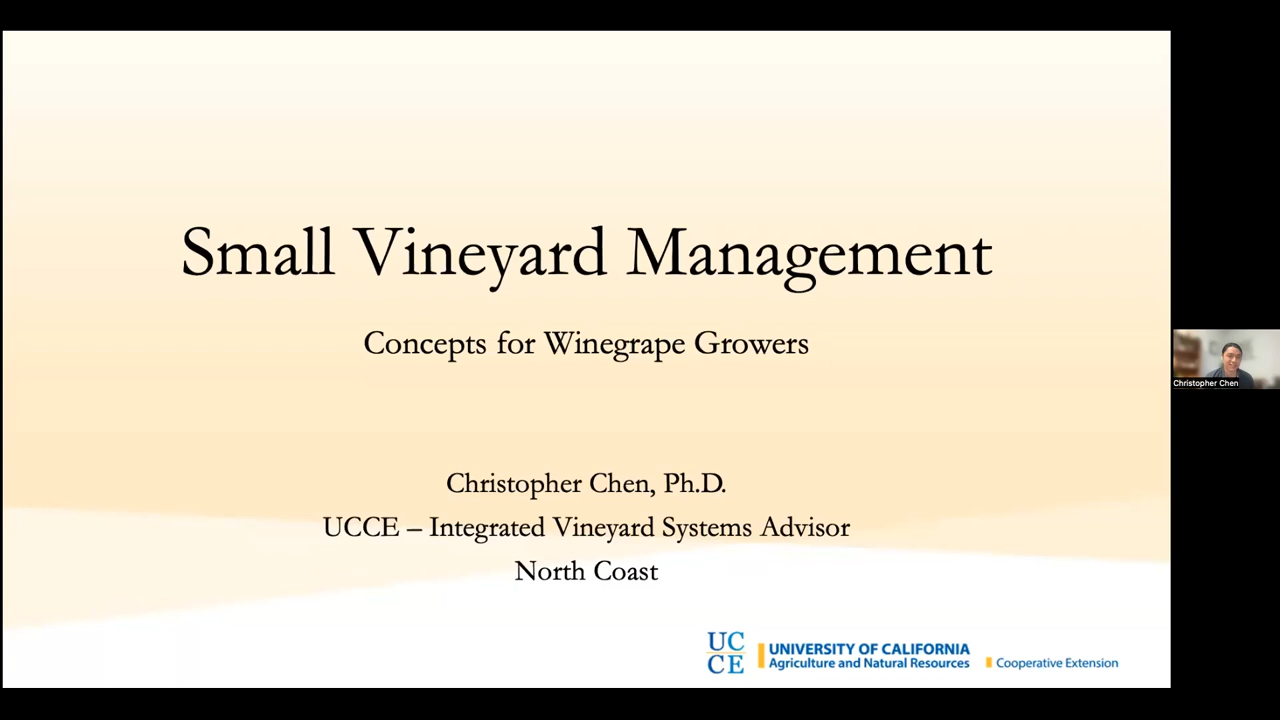 Small Vineyard Management
Concepts for Winegrape Growers
Christopher Chen
Christopher Chen, Ph.D.
UCCE – Integrated Vineyard Systems Advisor
North Coast
UC
CE
UNIVERSITY OF CALIFORNIA
Agriculture and Natural Resources
Cooperative Extension